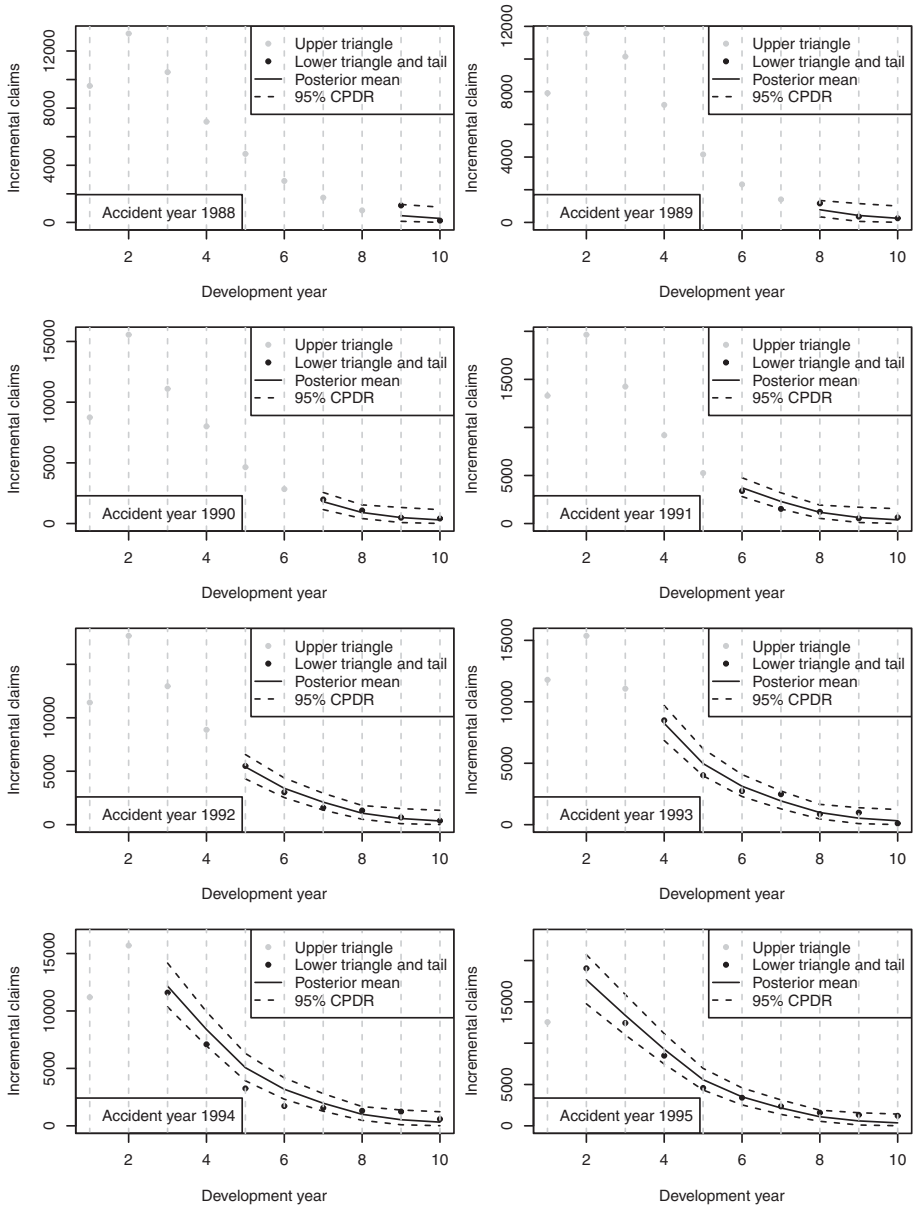 Incremental claims
0 4000 8000 12000
Upper triangle
Lower triangle and tail
Posterior mean
95% CPDR
Accident year 1988
2 4 6 8 10
Development year
Incremental claims
0 2000 4000 6000 8000 12000
Upper triangle
Lower triangle and tail
Posterior mean
95% CPDR
Accident year 1989
2 4 6 8 10
Development year
Incremental claims
0 5000 10000 15000
Upper triangle
Lower triangle and tail
Posterior mean
95% CPDR
Accident year 1990
2 4 6 8 10
Development year
Incremental claims
0 5000 15000
Upper triangle
Lower triangle and tail
Posterior mean
95% CPDR
Accident year 1991
2 4 6 8 10
Development year
Incremental claims
0 5000 10000
Upper triangle
Lower triangle and tail
Posterior mean
95% CPDR
Accident year 1992
2 4 6 8 10
Development year
Incremental claims
0 5000 10000 15000
Upper triangle
Lower triangle and tail
Posterior mean
95% CPDR
Accident year 1993
2 4 6 8 10
Development year
Incremental claims
0 5000 10000 15000
Upper triangle
Lower triangle and tail
Posterior mean
95% CPDR
Accident year 1994
2 4 6 8 10
Development year
Incremental claims
0 5000 15000
Upper triangle
Lower triangle and tail
Posterior mean
95% CPDR
Accident year 1995
2 4 6 8 10
Development year